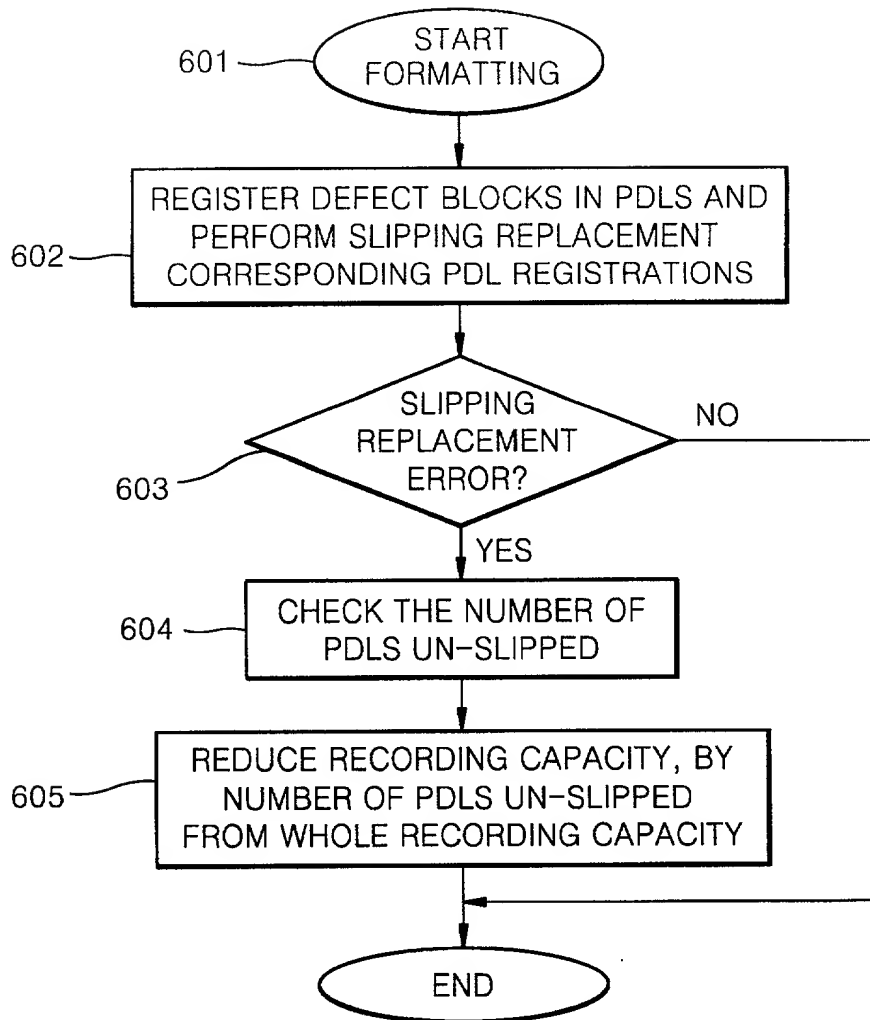 601
START
FORMATTING
602
REGISTER DEFECT BLOCKS IN PDLS AND
PERFORM SLIPPING REPLACEMENT
CORRESPONDING PDL REGISTRATIONS
603
SLIPPING
REPLACEMENT
ERROR?
NO
YES
604
CHECK THE NUMBER OF
PDLS UN-SLIPPED
605
REDUCE RECORDING CAPACITY, BY
NUMBER OF PDLS UN-SLIPPED
FROM WHOLE RECORDING CAPACITY
END